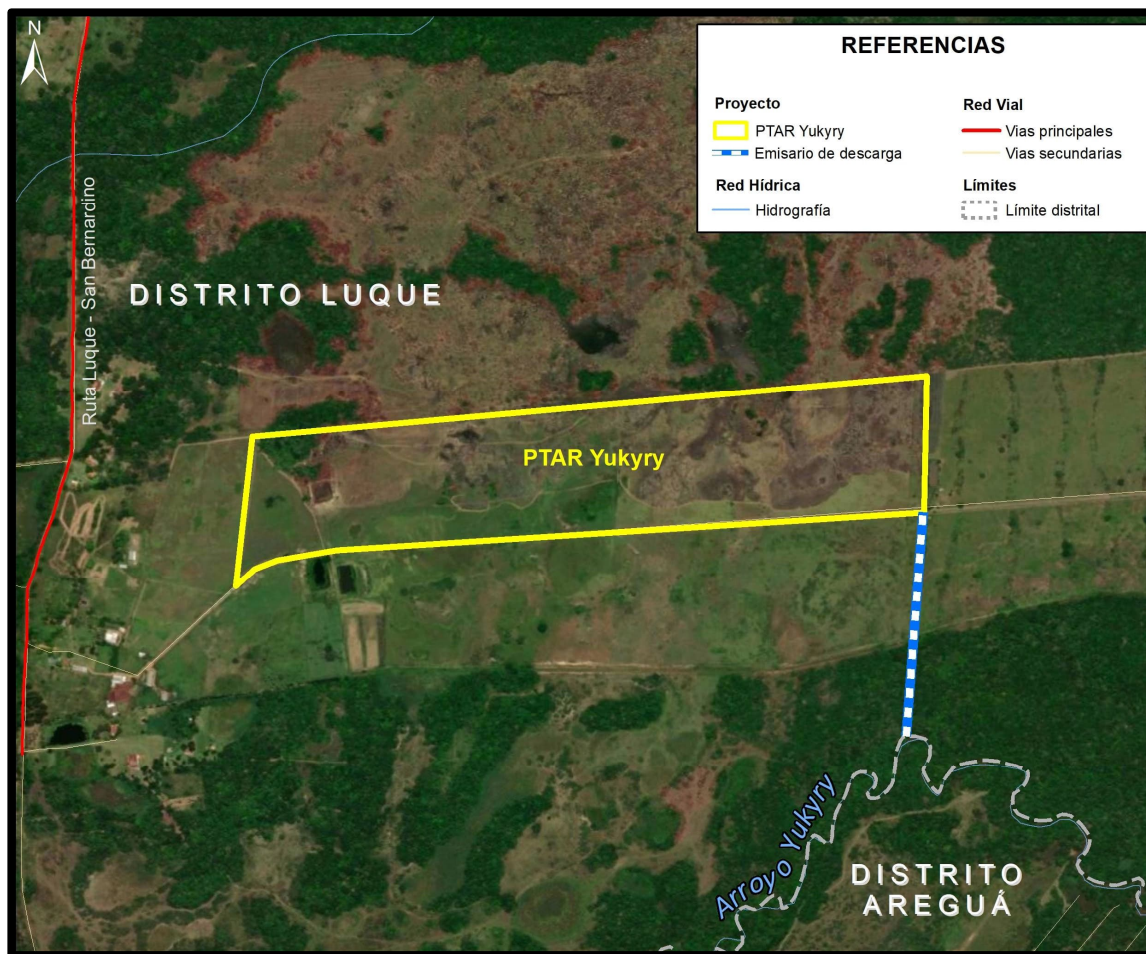 N
REFERENCIAS
Proyecto
PTAR Yukyry
Emisario de descarga
Red Hídrica
Hidrografía
Red Vial
Vias principales
Vias secundarias
Límites
Límite distrital
Ruta Luque - San Bernardino
DISTRITO LUQUE
PTAR Yukyry
Arroyo Yukyry
DISTRITO
AREGUÁ